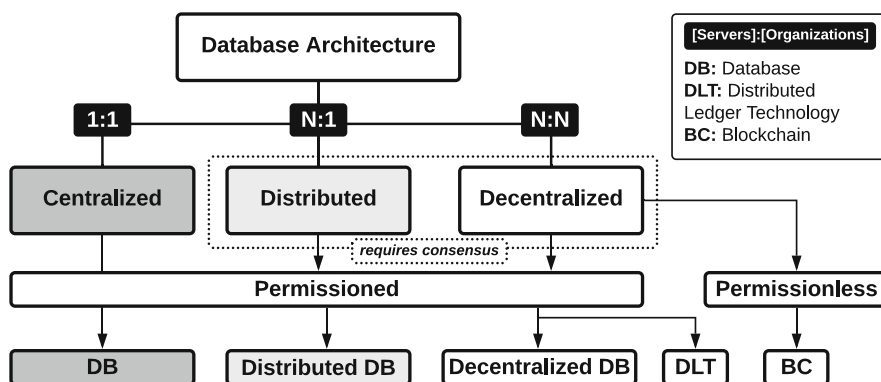 Database Architecture
[Servers]:[Organizations]
DB: Database
DLT: Distributed
Ledger Technology
BC: Blockchain
1:1
N:1
N:N
Centralized
Distributed
Decentralized
requires consensus
Permissioned
Permissionless
DB
Distributed DB
Decentralized DB
DLT
BC